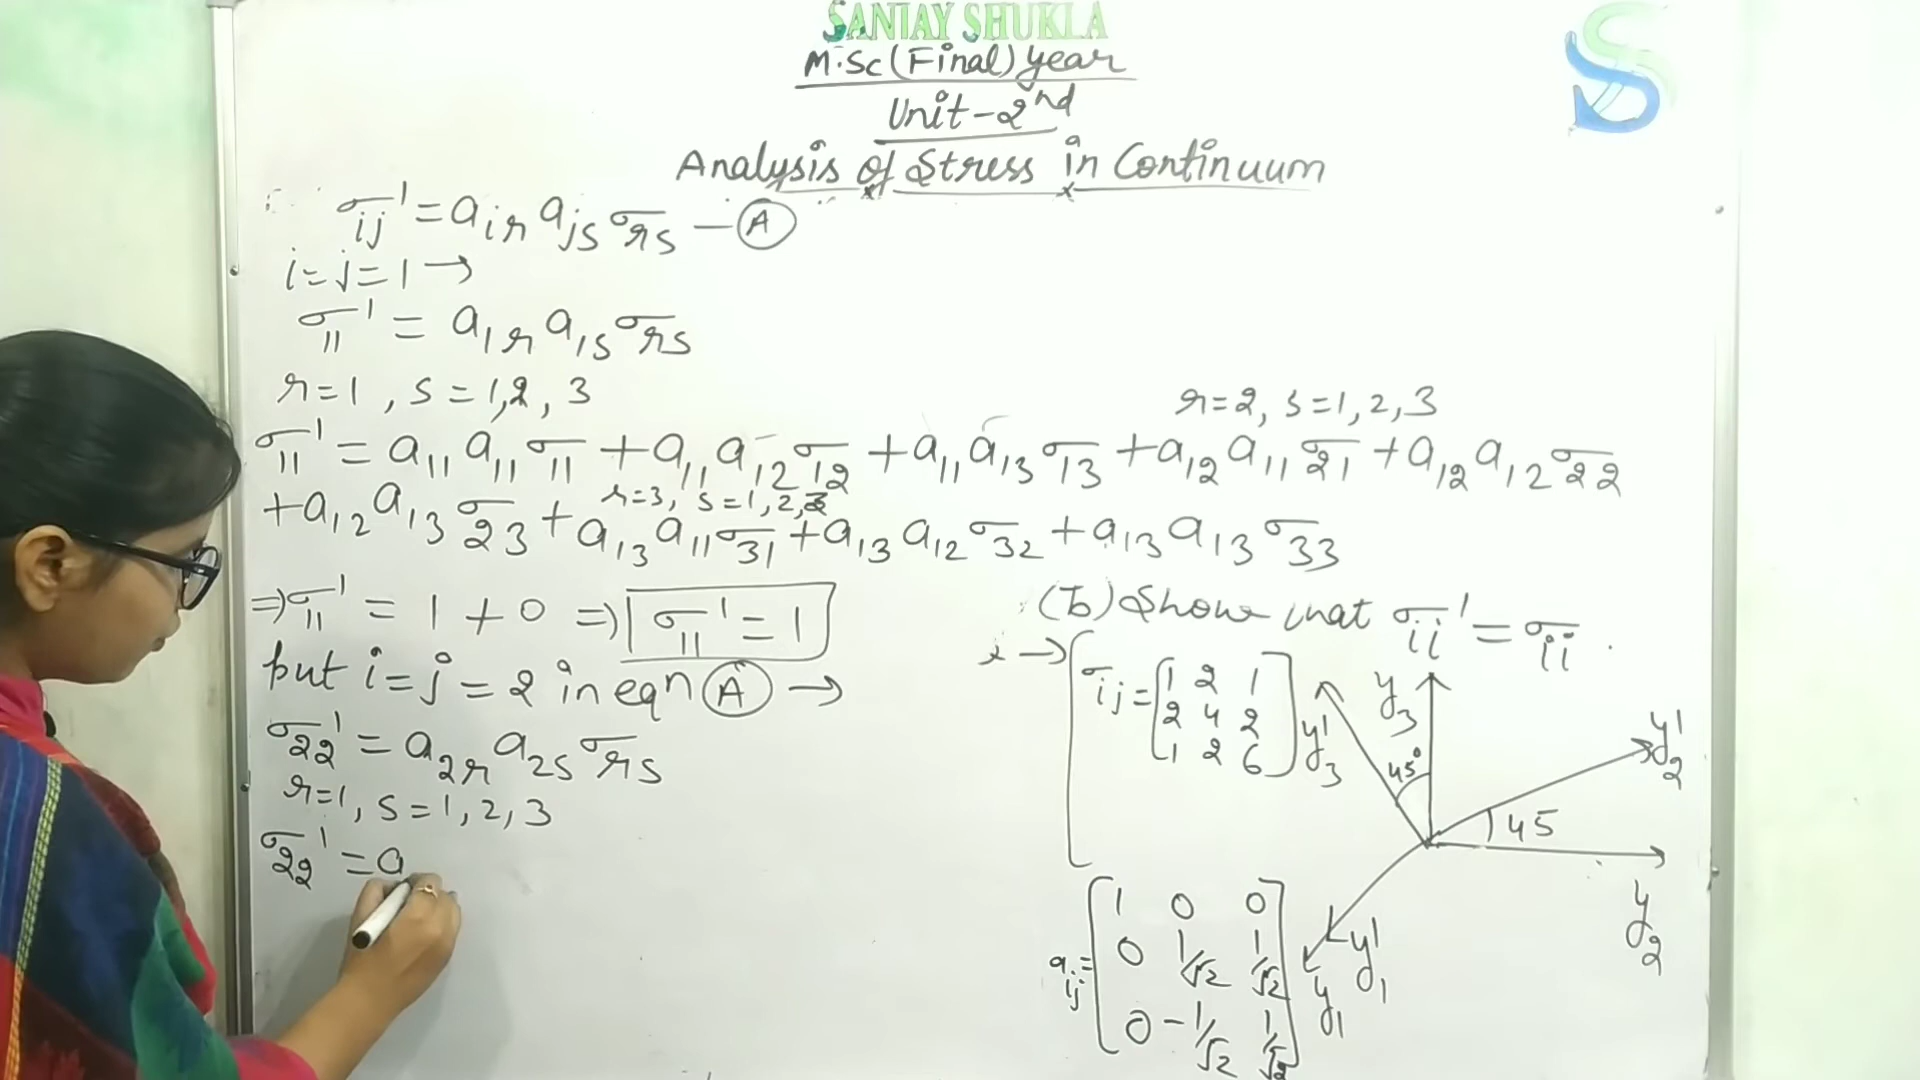 SANJAY SHUKLA
M.Sc (Final) year
Unit-2nd
Analysis of Stress in Continuum
σij' = air ajs σrs — (A)
i=j=1 →
σ11' = a1r a1s σrs
r=1, s=1,2,3
r=2, s=1,2,3
σ11' = a11 a11 σ11 + a11 a12 σ12 + a11 a13 σ13 + a12 a11 σ21 + a12 a12 σ22
r=3, s=1,2,3
+ a12 a13 σ23 + a13 a11 σ31 + a13 a12 σ32 + a13 a13 σ33
⇒ σ11' = 1 + 0 ⇒ σ11' = 1
put i=j=2 in eqn (A) →
σ22' = a2r a2s σrs
r=1, s=1,2,3
σ22' = a
(b) Show that σii' = σii
σij = [1 2 1
2 4 2
1 2 6]
y3'
y3
45°
y2'
45
y2
y1'
y1
aij = [1 0 0
0 1/√2 1/√2
0 -1/√2 1/√2]
S